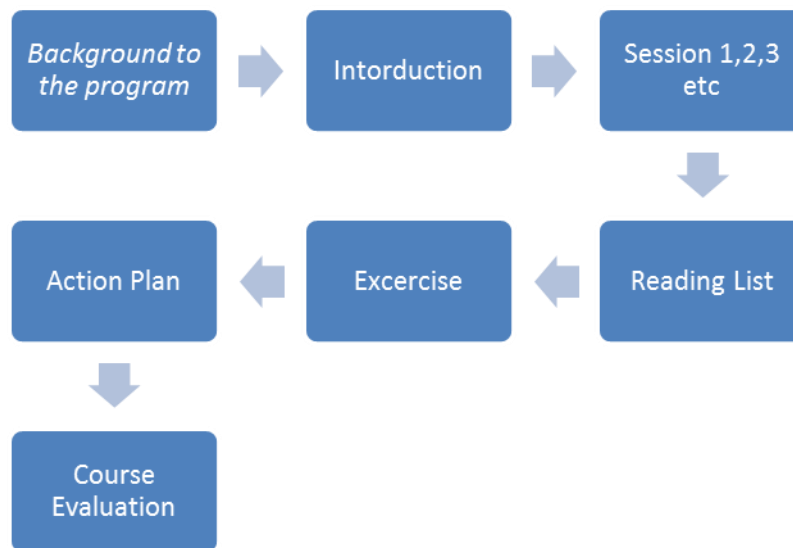 Background to
the program
Intorduction
Session 1,2,3
etc
Reading List
Excercise
Action Plan
Course
Evaluation